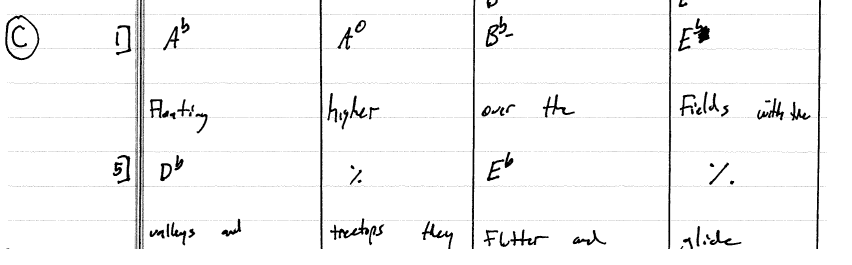 C 1] A♭ A° B♭- E♭
Floating higher over the Fields with the
5] D♭ % E♭ %
valleys and treetops they Flutter and glide